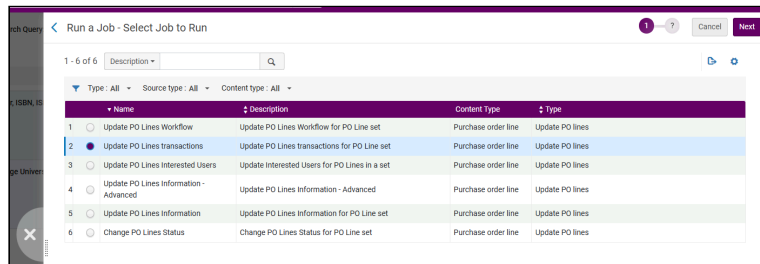 rch Query
Run a Job - Select Job to Run
1
?
Cancel
Next
1 - 6 of 6
Description
Type : All
Source type : All
Content type : All
r, ISBN, IS
Name
Description
Content Type
Type
1 Update PO Lines Workflow Update PO Lines Workflow for PO Line set Purchase order line Update PO lines
2 Update PO Lines transactions Update PO Lines transactions for PO Line set Purchase order line Update PO lines
3 Update PO Lines Interested Users Update Interested Users for PO Lines in a set Purchase order line Update PO lines
ge Univers
4 Update PO Lines Information - Advanced Update PO Lines Information - Advanced Purchase order line Update PO lines
5 Update PO Lines Information Update PO Lines Information for PO Line set Purchase order line Update PO lines
6 Change PO Lines Status Change PO Lines Status for PO Line set Purchase order line Update PO lines